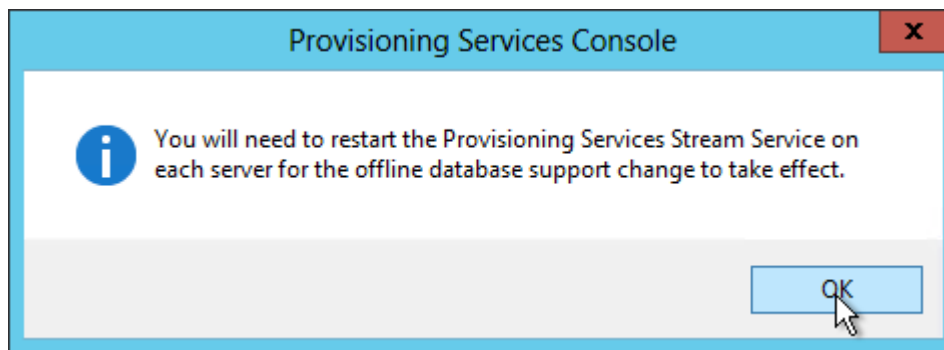 Provisioning Services Console
x
You will need to restart the Provisioning Services Stream Service on
each server for the offline database support change to take effect.
OK